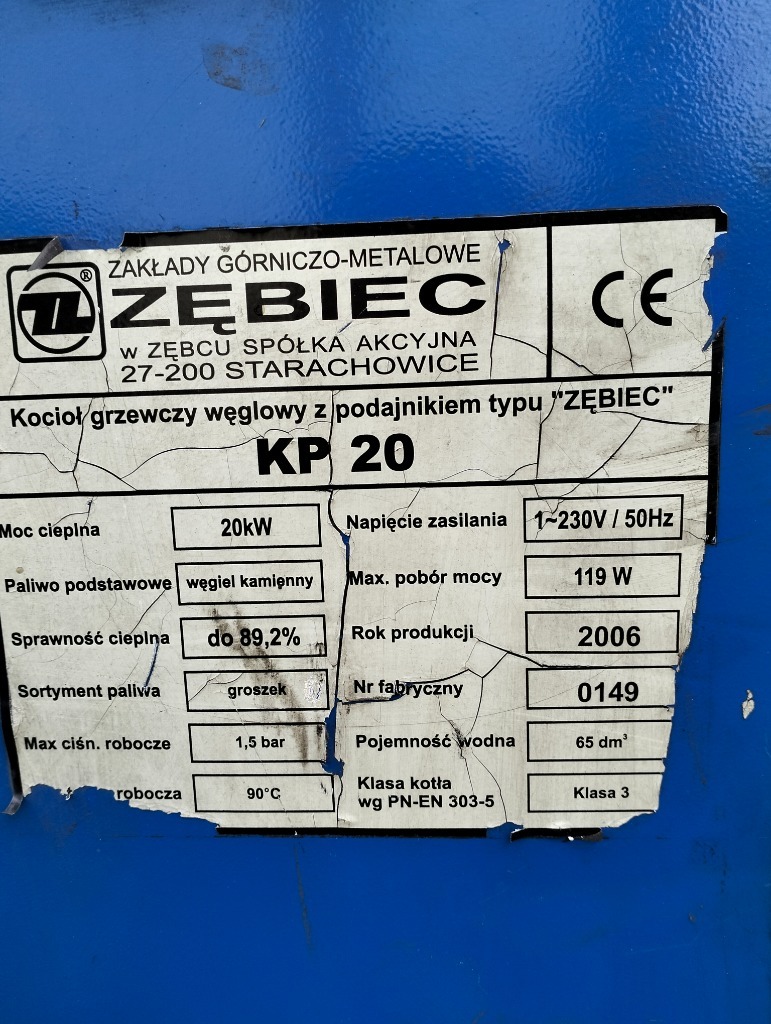 ZAKŁADY GÓRNICZO-METALOWE
ZĘBIEC
W ZĘBCU SPÓŁKA AKCYJNA
27-200 STARACHOWICE
®
CE
Kocioł grzewczy węglowy z podajnikiem typu "ZĘBIEC"
KP 20
Moc cieplna 20kW
Paliwo podstawowe węgiel kamienny
Sprawność cieplna do 89,2%
Sortyment paliwa groszek
Max ciśn. robocze 1,5 bar
robocza 90°C
Napięcie zasilania 1~230V / 50Hz
Max. pobór mocy 119 W
Rok produkcji 2006
Nr fabryczny 0149
Pojemność wodna 65 dm³
Klasa kotła
wg PN-EN 303-5 Klasa 3